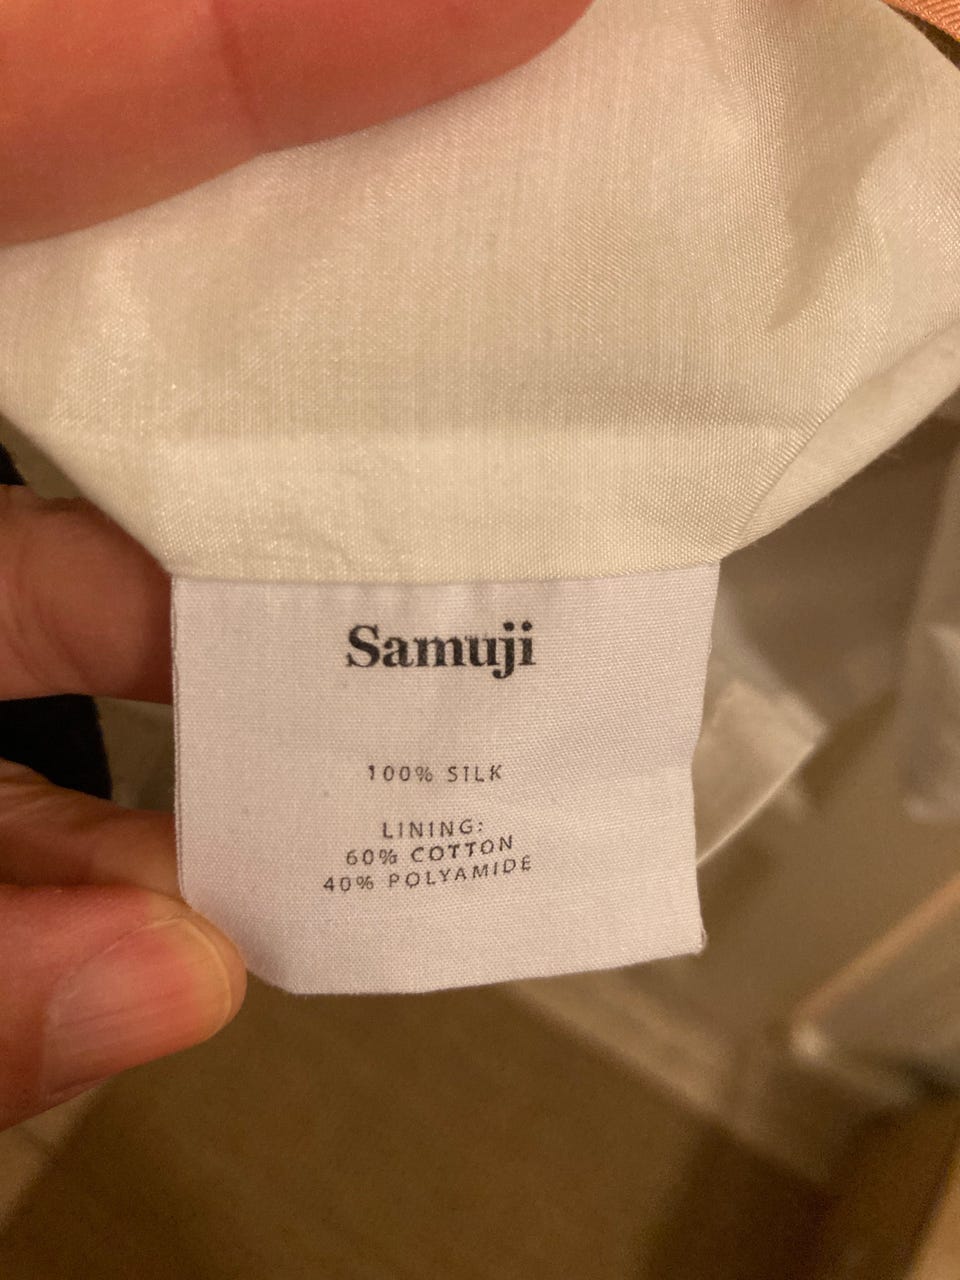 Samuji
100% SILK
LINING:
60% COTTON
40% POLYAMIDE